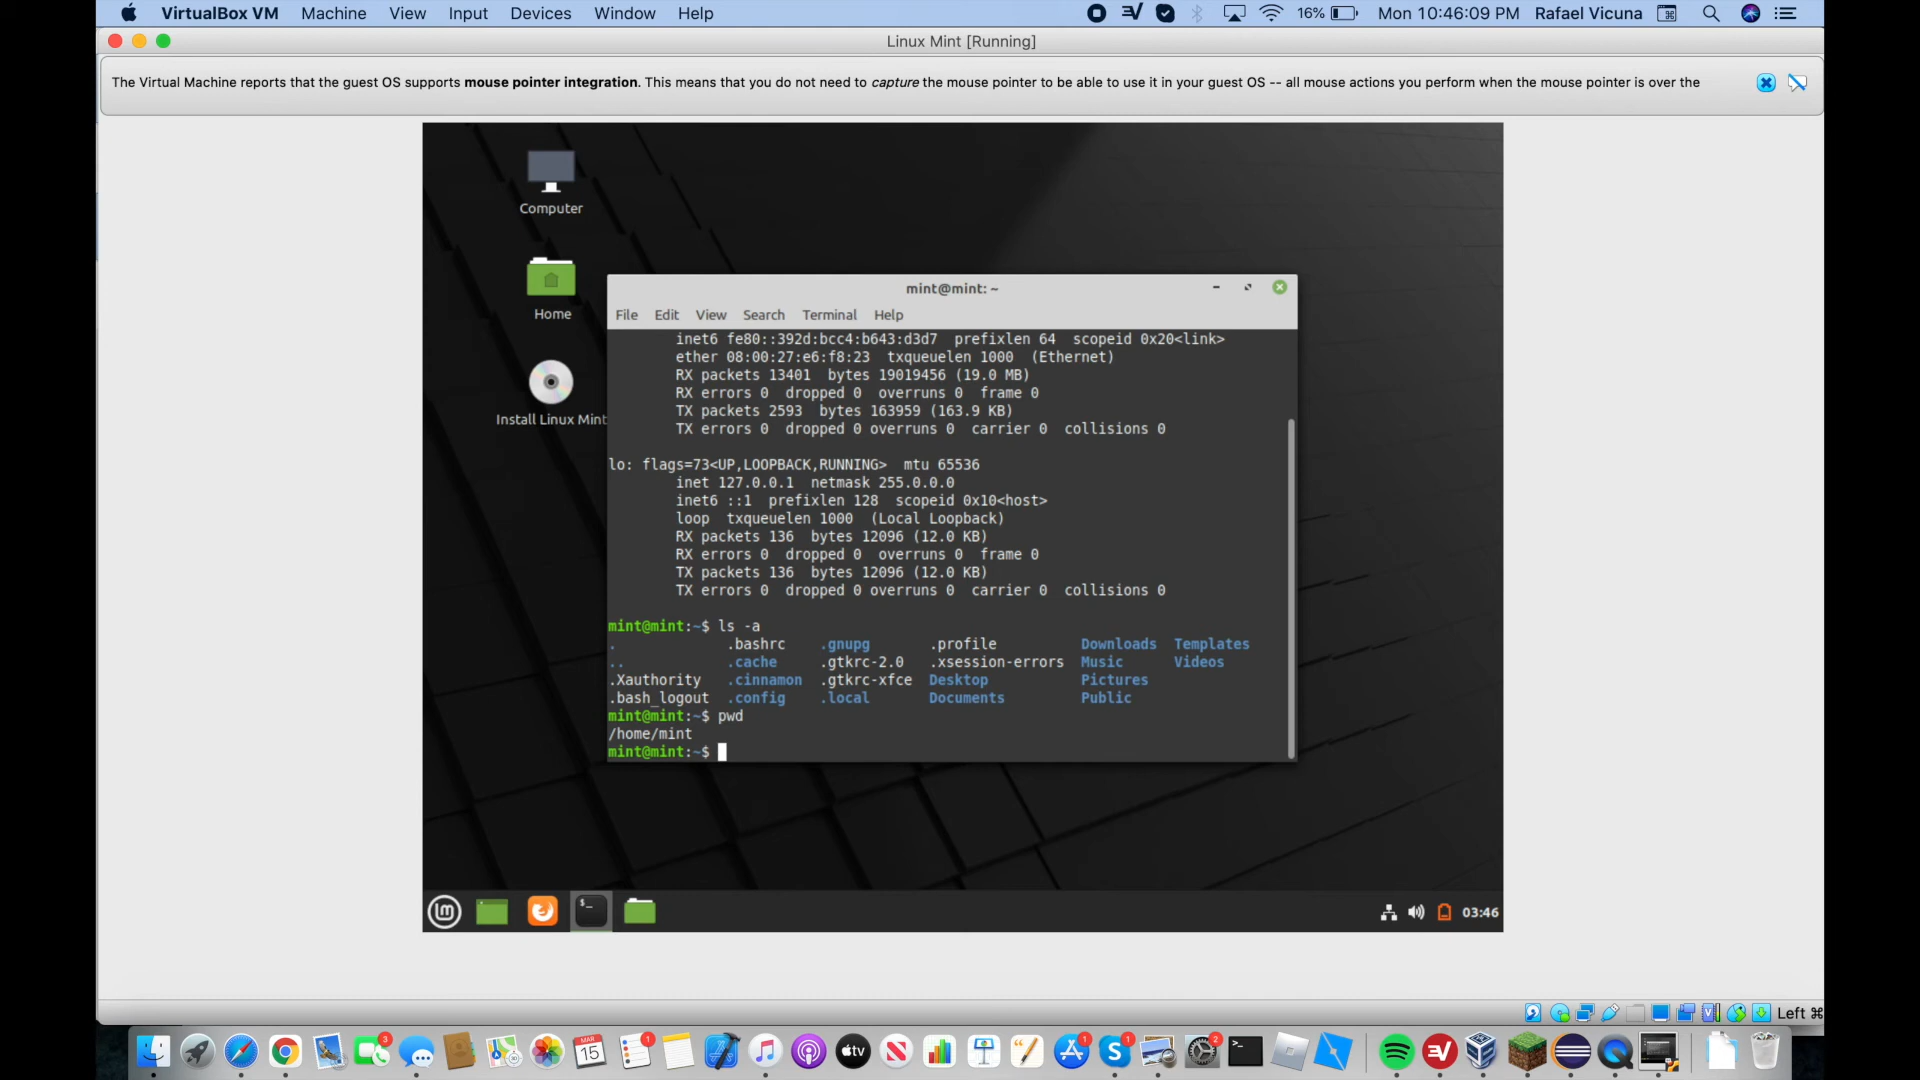 VirtualBox VM Machine View Input Devices Window Help 16% Mon 10:46:09 PM Rafael Vicuna
Linux Mint [Running]
The Virtual Machine reports that the guest OS supports mouse pointer integration. This means that you do not need to capture the mouse pointer to be able to use it in your guest OS -- all mouse actions you perform when the mouse pointer is over the
Computer
Home
Install Linux Mint
mint@mint: ~
File Edit View Search Terminal Help
inet6 fe80::392d:bcc4:b643:d3d7 prefixlen 64 scopeid 0x20<link>
ether 08:00:27:e6:f8:23 txqueuelen 1000 (Ethernet)
RX packets 13401 bytes 19019456 (19.0 MB)
RX errors 0 dropped 0 overruns 0 frame 0
TX packets 2593 bytes 163959 (163.9 KB)
TX errors 0 dropped 0 overruns 0 carrier 0 collisions 0
lo: flags=73<UP,LOOPBACK,RUNNING> mtu 65536
inet 127.0.0.1 netmask 255.0.0.0
inet6 ::1 prefixlen 128 scopeid 0x10<host>
loop txqueuelen 1000 (Local Loopback)
RX packets 136 bytes 12096 (12.0 KB)
RX errors 0 dropped 0 overruns 0 frame 0
TX packets 136 bytes 12096 (12.0 KB)
TX errors 0 dropped 0 overruns 0 carrier 0 collisions 0
mint@mint:~$ ls -a
. .bashrc .gnupg .profile Downloads Templates
.. .cache .gtkrc-2.0 .xsession-errors Music Videos
.Xauthority .cinnamon .gtkrc-xfce Desktop Pictures
.bash_logout .config .local Documents Public
mint@mint:~$ pwd
/home/mint
mint@mint:~$
03:46
Left ⌘
3 MAR 15 1 tv 1 1 2